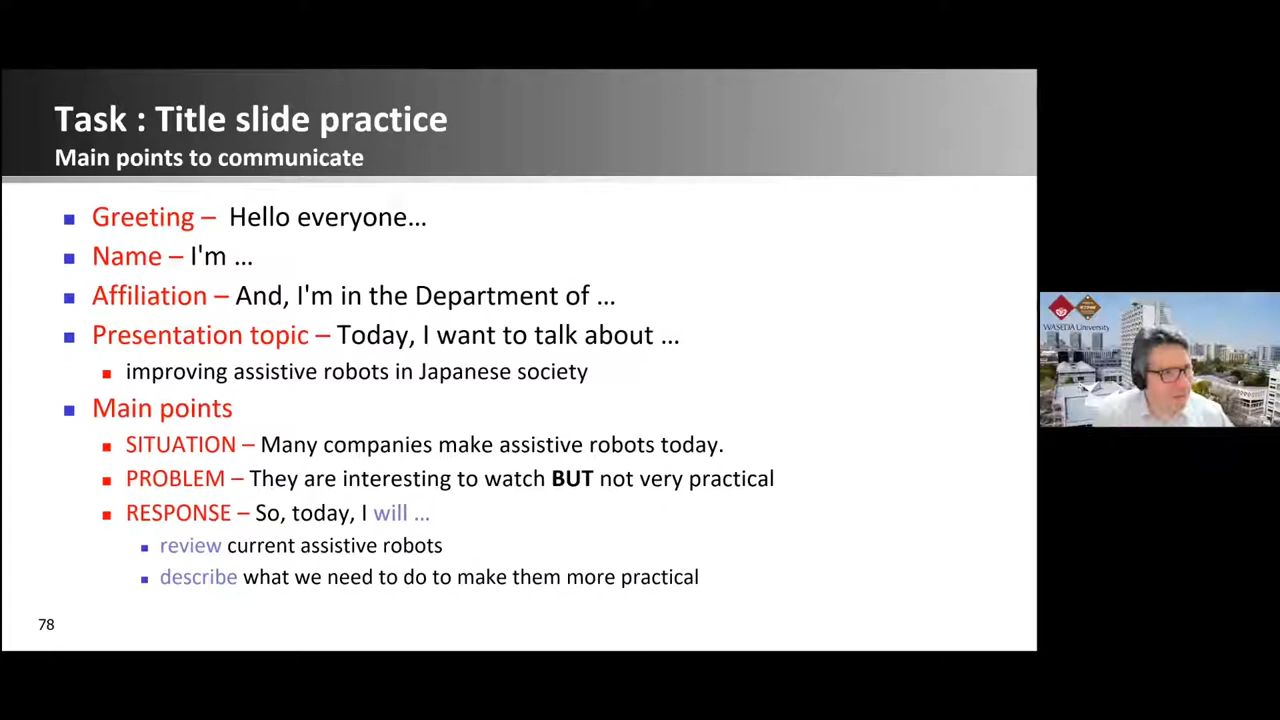 Task : Title slide practice
Main points to communicate
Greeting – Hello everyone...
Name – I'm ...
Affiliation – And, I'm in the Department of ...
Presentation topic – Today, I want to talk about ...
improving assistive robots in Japanese society
Main points
SITUATION – Many companies make assistive robots today.
PROBLEM – They are interesting to watch BUT not very practical
RESPONSE – So, today, I will ...
review current assistive robots
describe what we need to do to make them more practical
78
WASEDA University